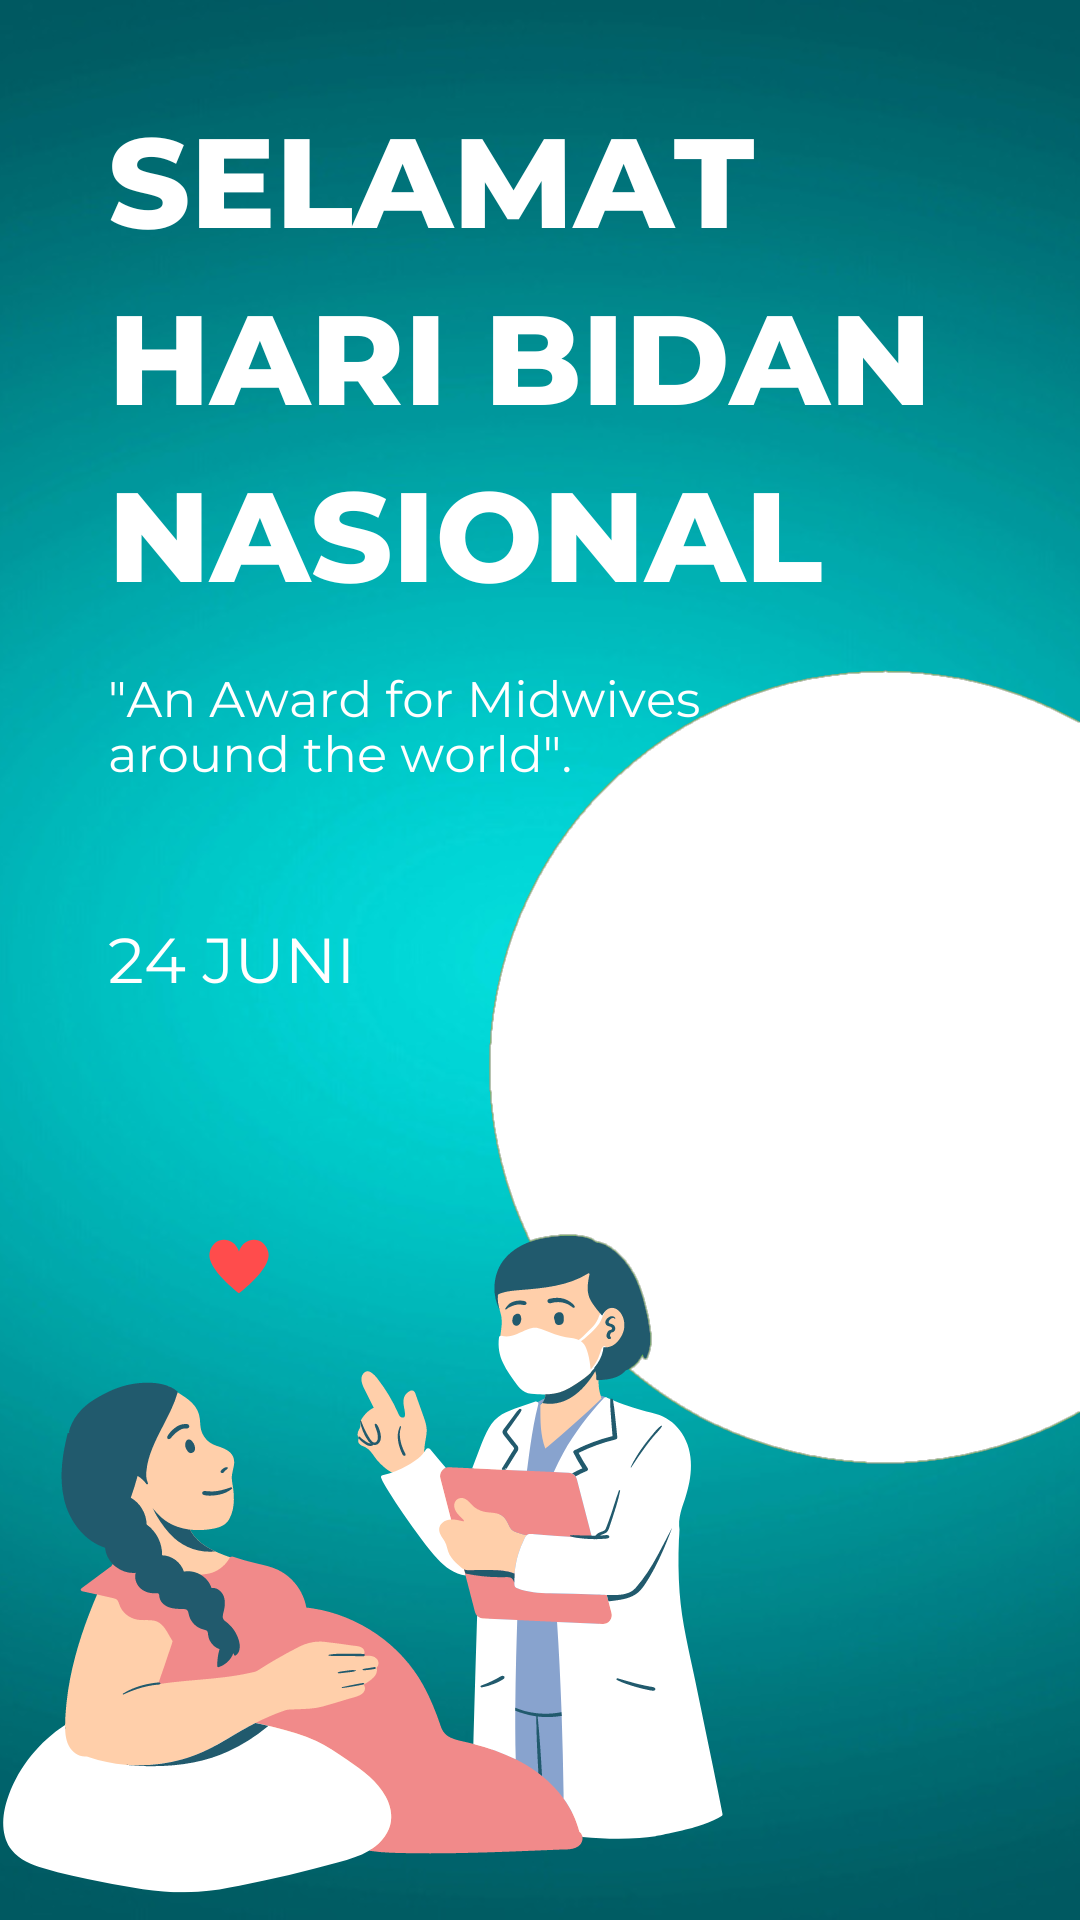 SELAMAT
HARI BIDAN
NASIONAL
"An Award for Midwives
around the world".
24 JUNI